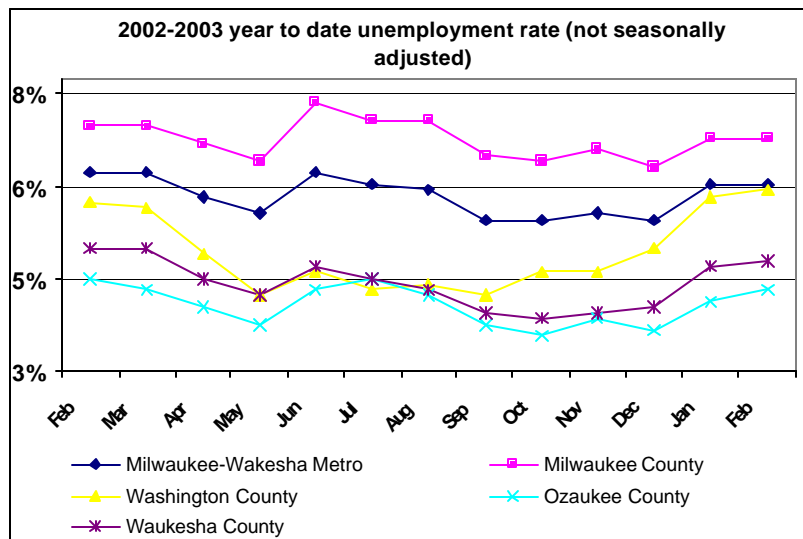 2002-2003 year to date unemployment rate (not seasonally
adjusted)
8%
6%
5%
3%
Feb Mar Apr May Jun Jul Aug Sep Oct Nov Dec Jan Feb
Milwaukee-Wakesha Metro Milwaukee County
Washington County Ozaukee County
Waukesha County